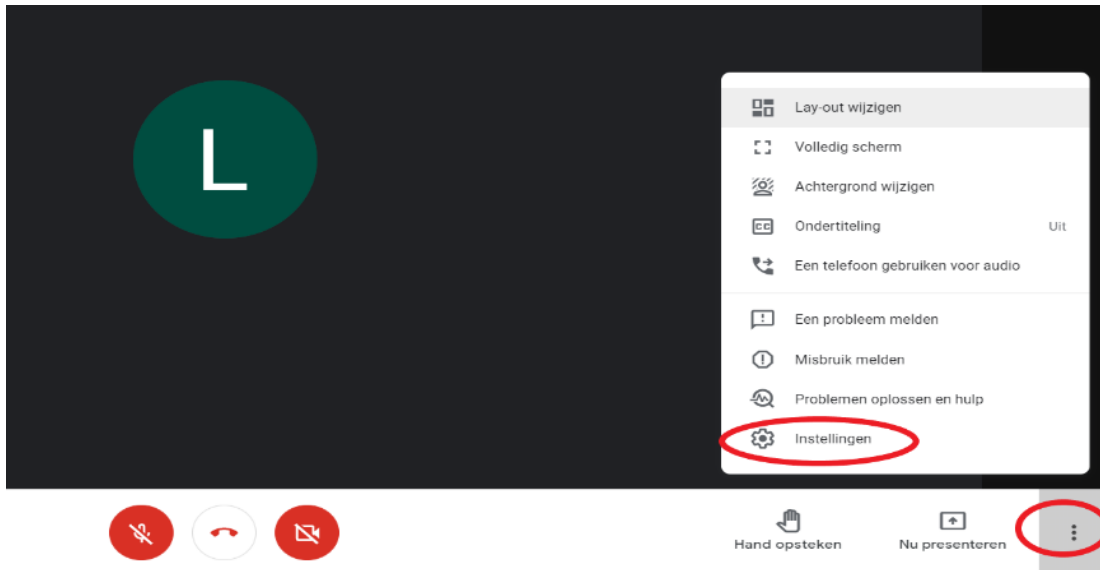 L
Lay-out wijzigen
Volledig scherm
Achtergrond wijzigen
CC Ondertiteling Uit
Een telefoon gebruiken voor audio
Een probleem melden
Misbruik melden
Problemen oplossen en hulp
Instellingen
Hand opsteken Nu presenteren